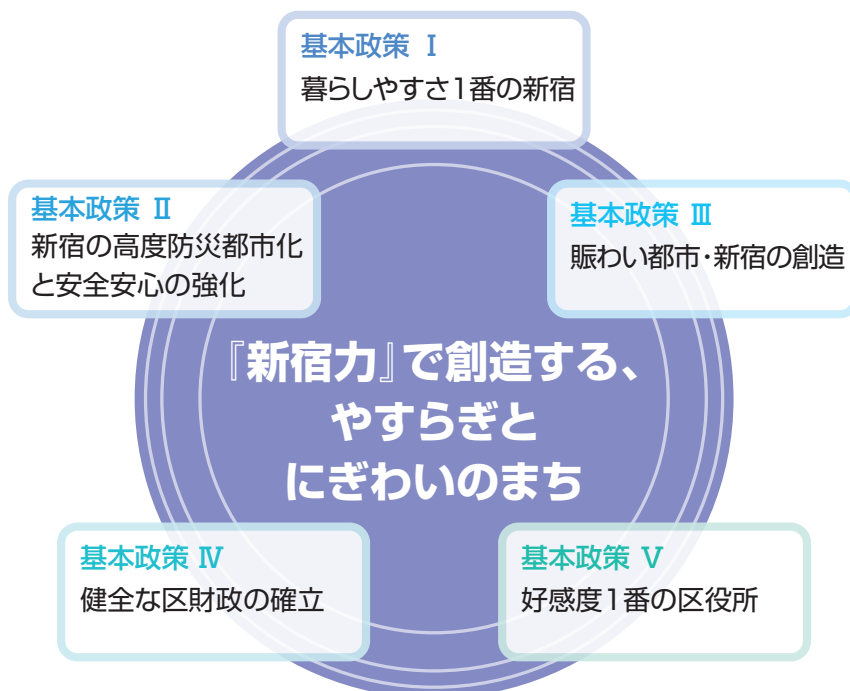 基本政策 Ⅰ
暮らしやすさ1番の新宿
基本政策 Ⅱ
新宿の高度防災都市化
と安全安心の強化
基本政策 Ⅲ
賑わい都市・新宿の創造
『新宿力』で創造する、
やすらぎと
にぎわいのまち
基本政策 Ⅳ
健全な区財政の確立
基本政策 Ⅴ
好感度1番の区役所